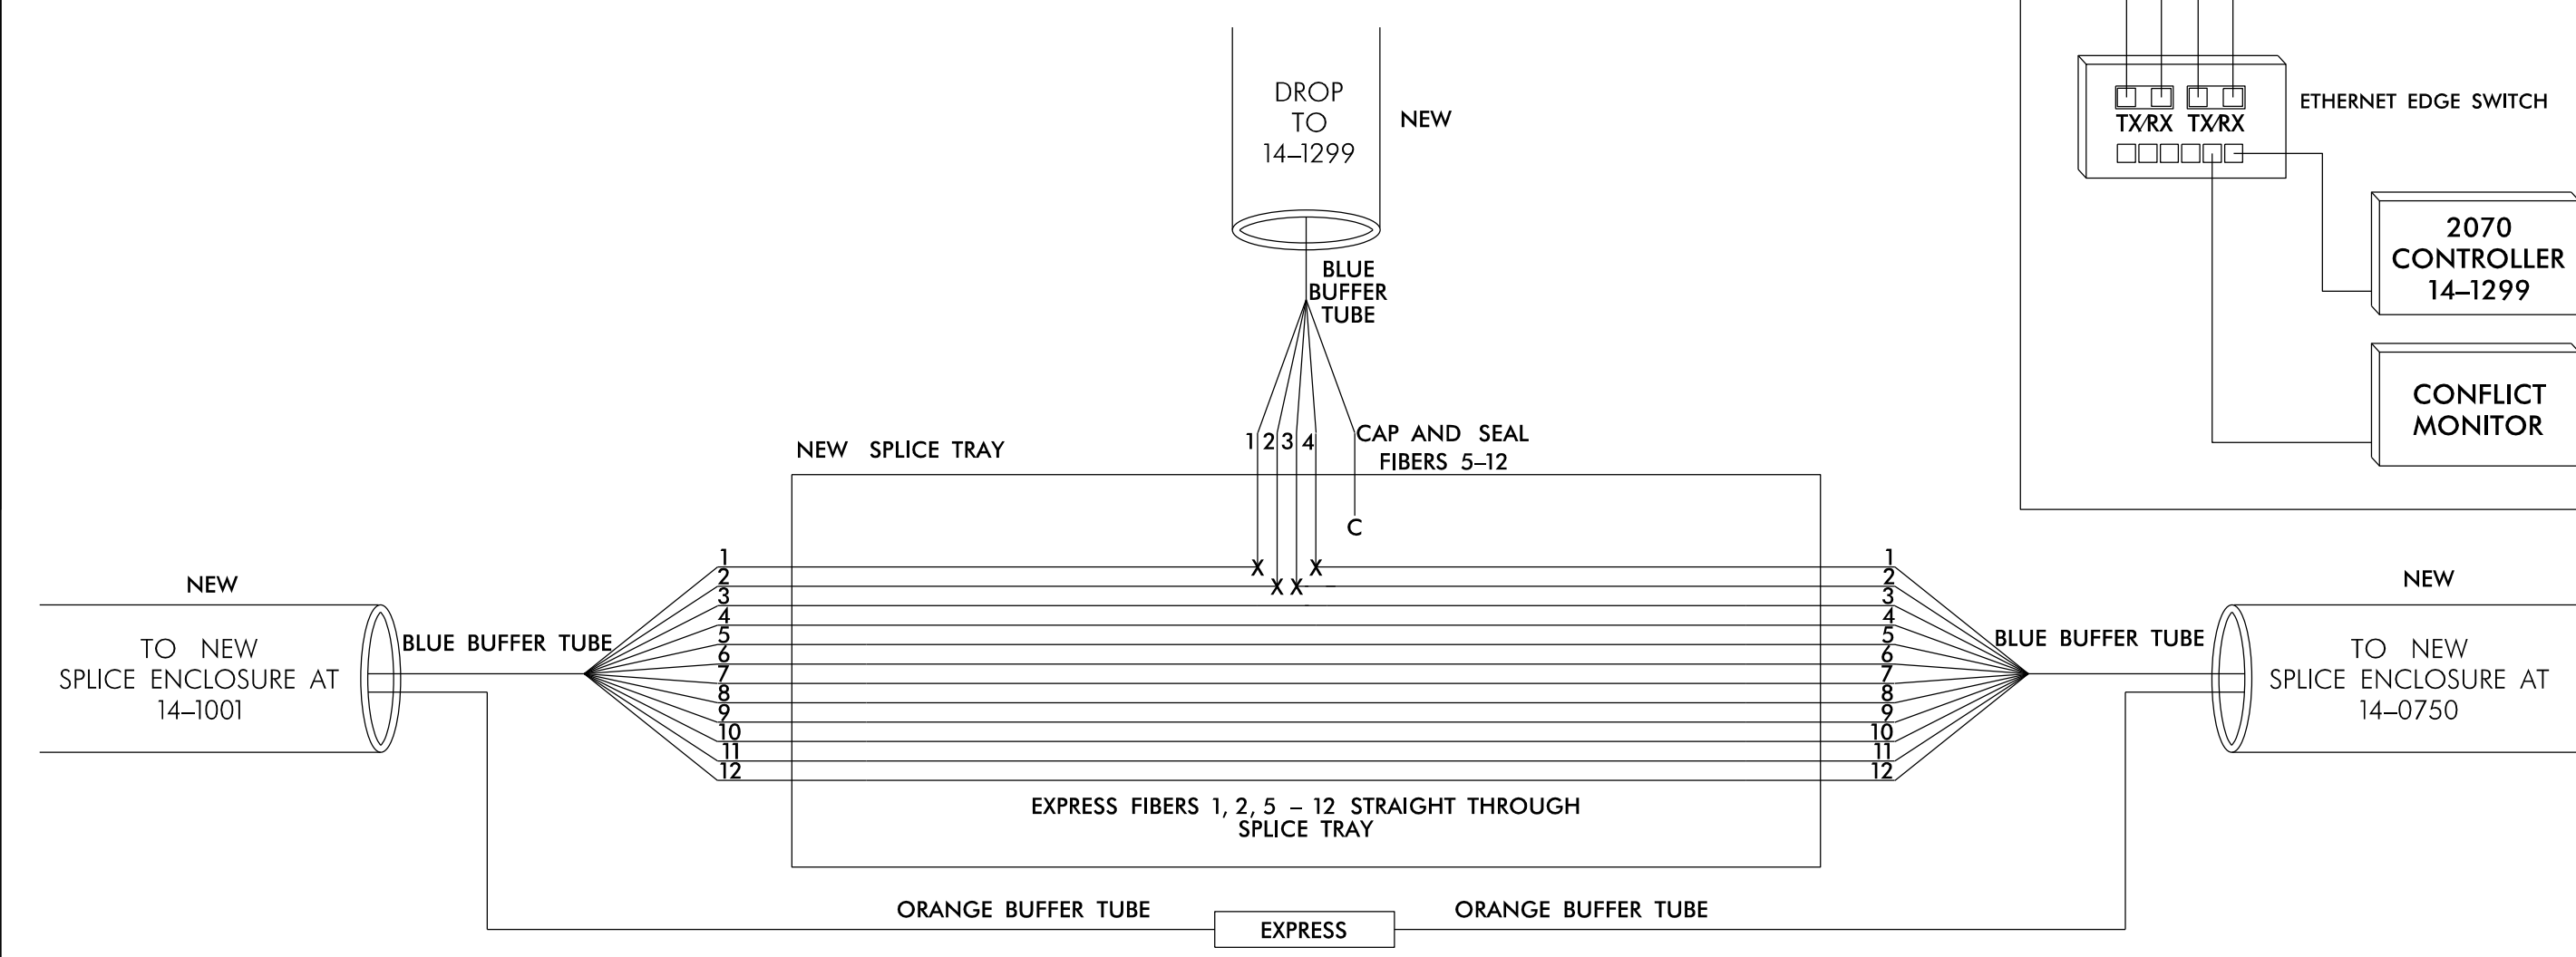 DROP
TO
14–1299
NEW
ETHERNET EDGE SWITCH
TX/RX TX/RX
2070
CONTROLLER
14–1299
CONFLICT
MONITOR
BLUE
BUFFER
TUBE
1 2 3 4
CAP AND SEAL
FIBERS 5–12
C
NEW SPLICE TRAY
X X
X X
NEW
TO NEW
SPLICE ENCLOSURE AT
14–1001
BLUE BUFFER TUBE
1
2
3
4
5
6
7
8
9
10
11
12
1
2
3
4
5
6
7
8
9
10
11
12
BLUE BUFFER TUBE
NEW
TO NEW
SPLICE ENCLOSURE AT
14–0750
EXPRESS FIBERS 1, 2, 5 – 12 STRAIGHT THROUGH
SPLICE TRAY
ORANGE BUFFER TUBE
EXPRESS
ORANGE BUFFER TUBE